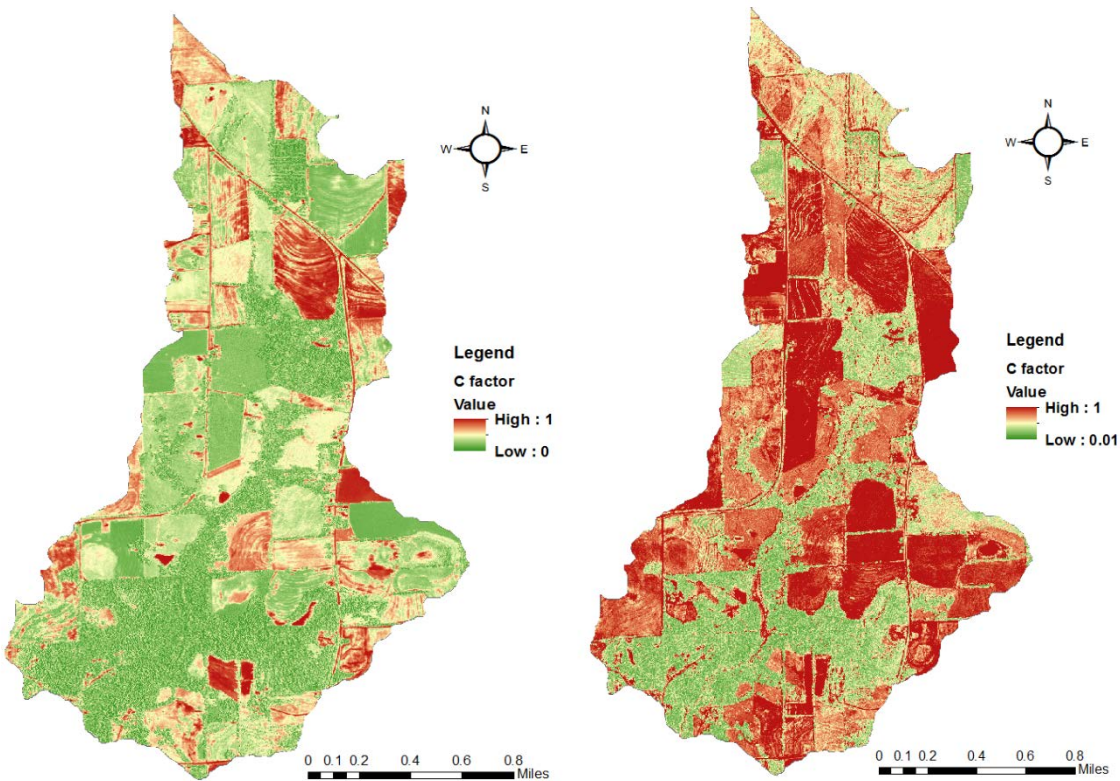 N
W E
S
Legend
C factor
Value
High : 1
Low : 0
0 0.1 0.2 0.4 0.6 0.8
Miles
N
W E
S
Legend
C factor
Value
High : 1
Low : 0.01
0 0.1 0.2 0.4 0.6 0.8
Miles